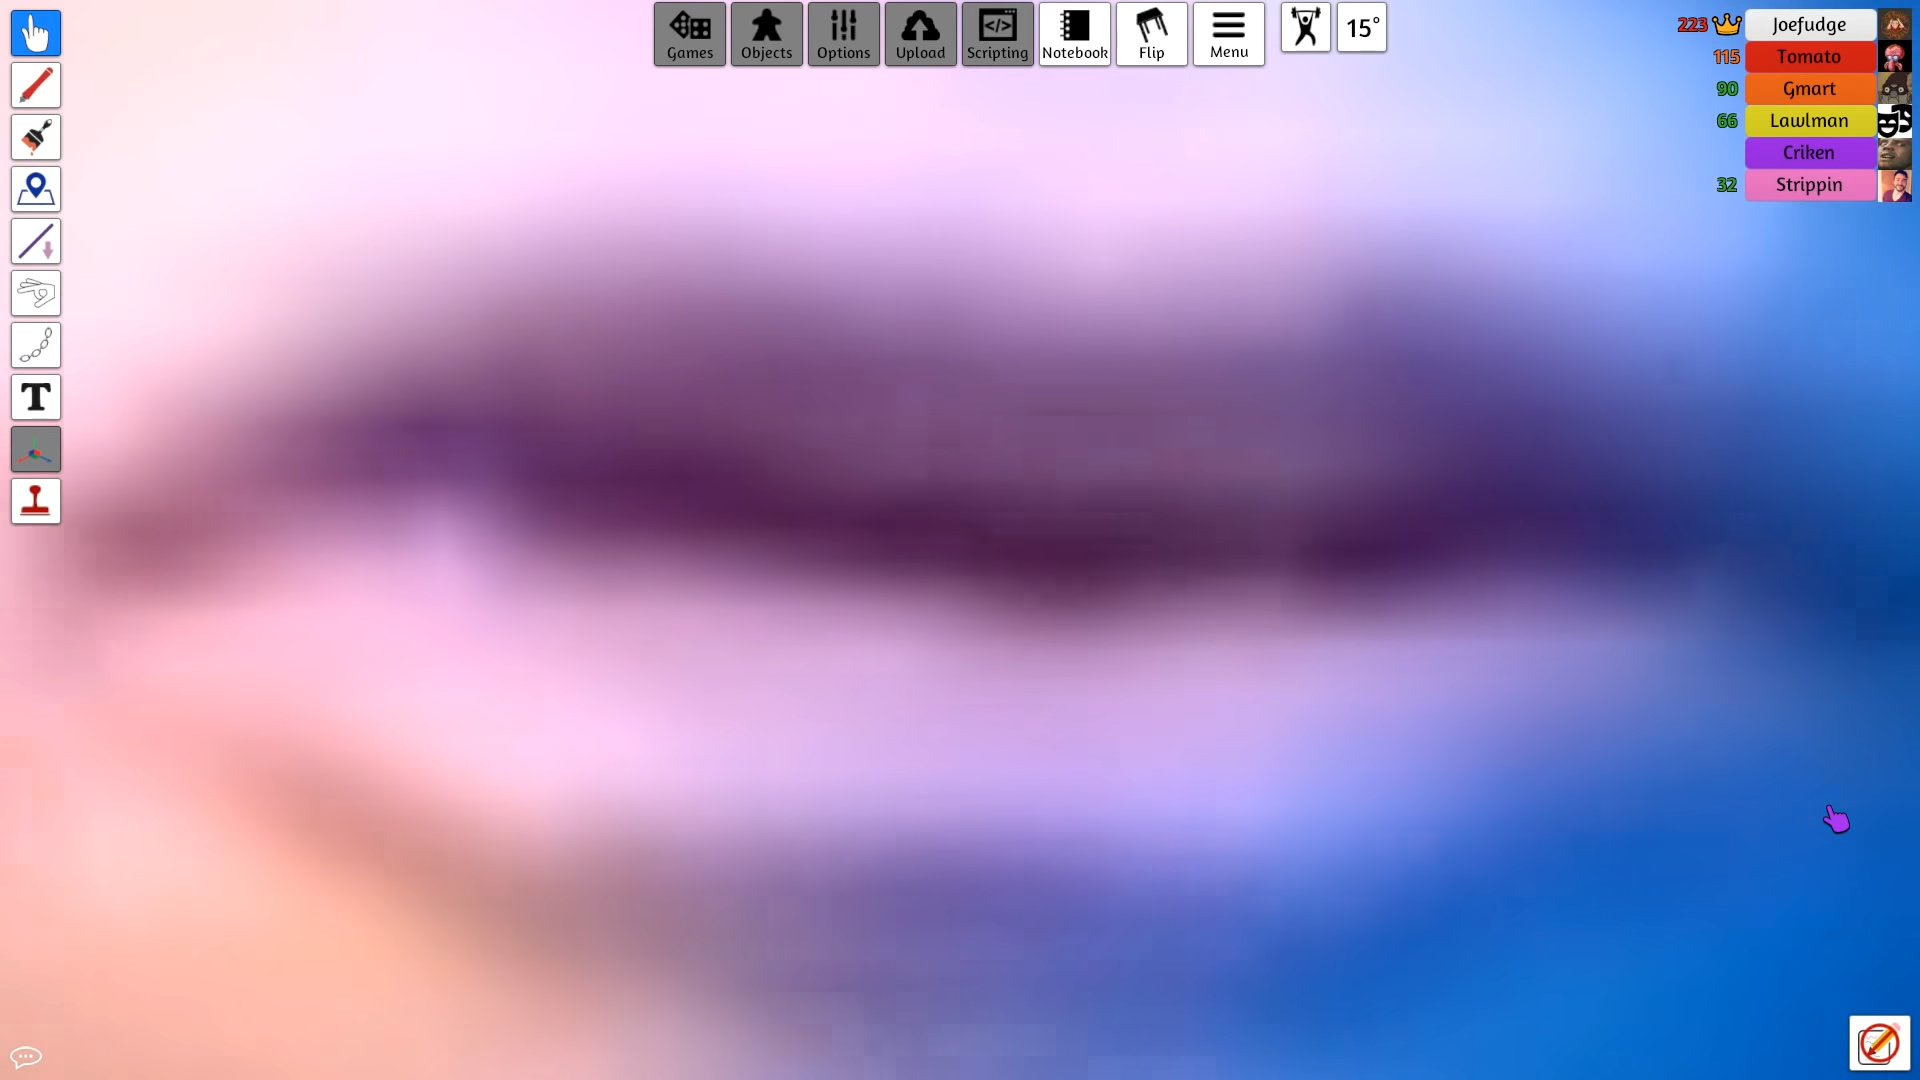 Games
Objects
Options
Upload
Scripting
Notebook
Flip
Menu
15°
223 Joefudge
115 Tomato
90 Gmart
66 Lawlman
Criken
32 Strippin
T